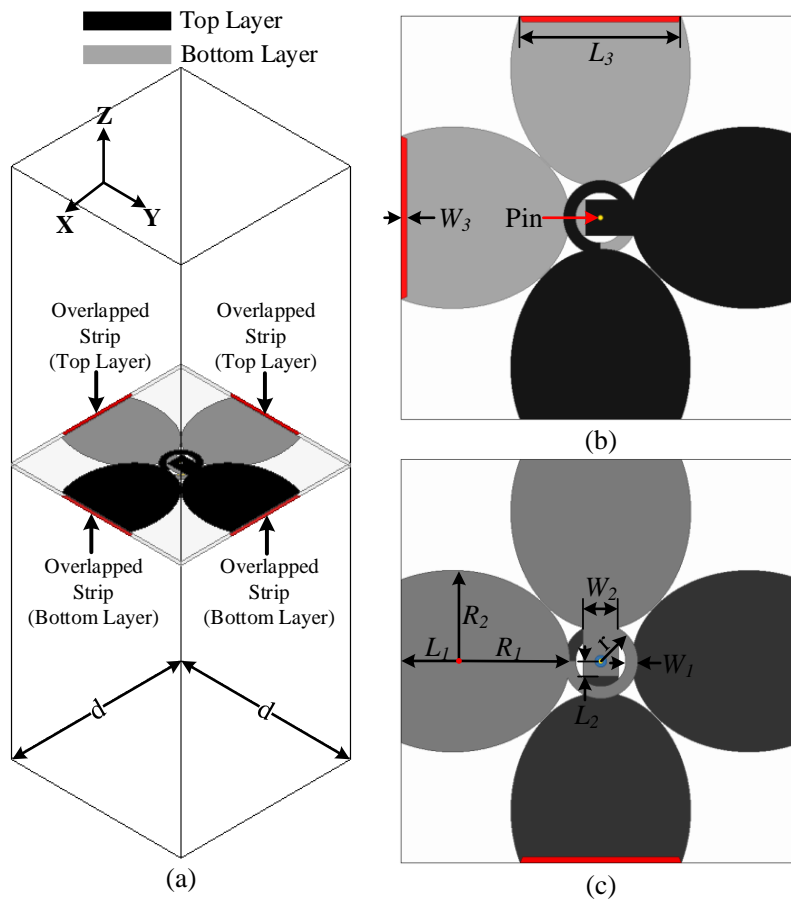 Top Layer
Bottom Layer
Z
X
Y
Overlapped
Strip
(Top Layer)
Overlapped
Strip
(Top Layer)
Overlapped
Strip
(Bottom Layer)
Overlapped
Strip
(Bottom Layer)
d
d
(a)
L3
W3
Pin
(b)
W2
R2
r
L1
R1
W1
L2
(c)